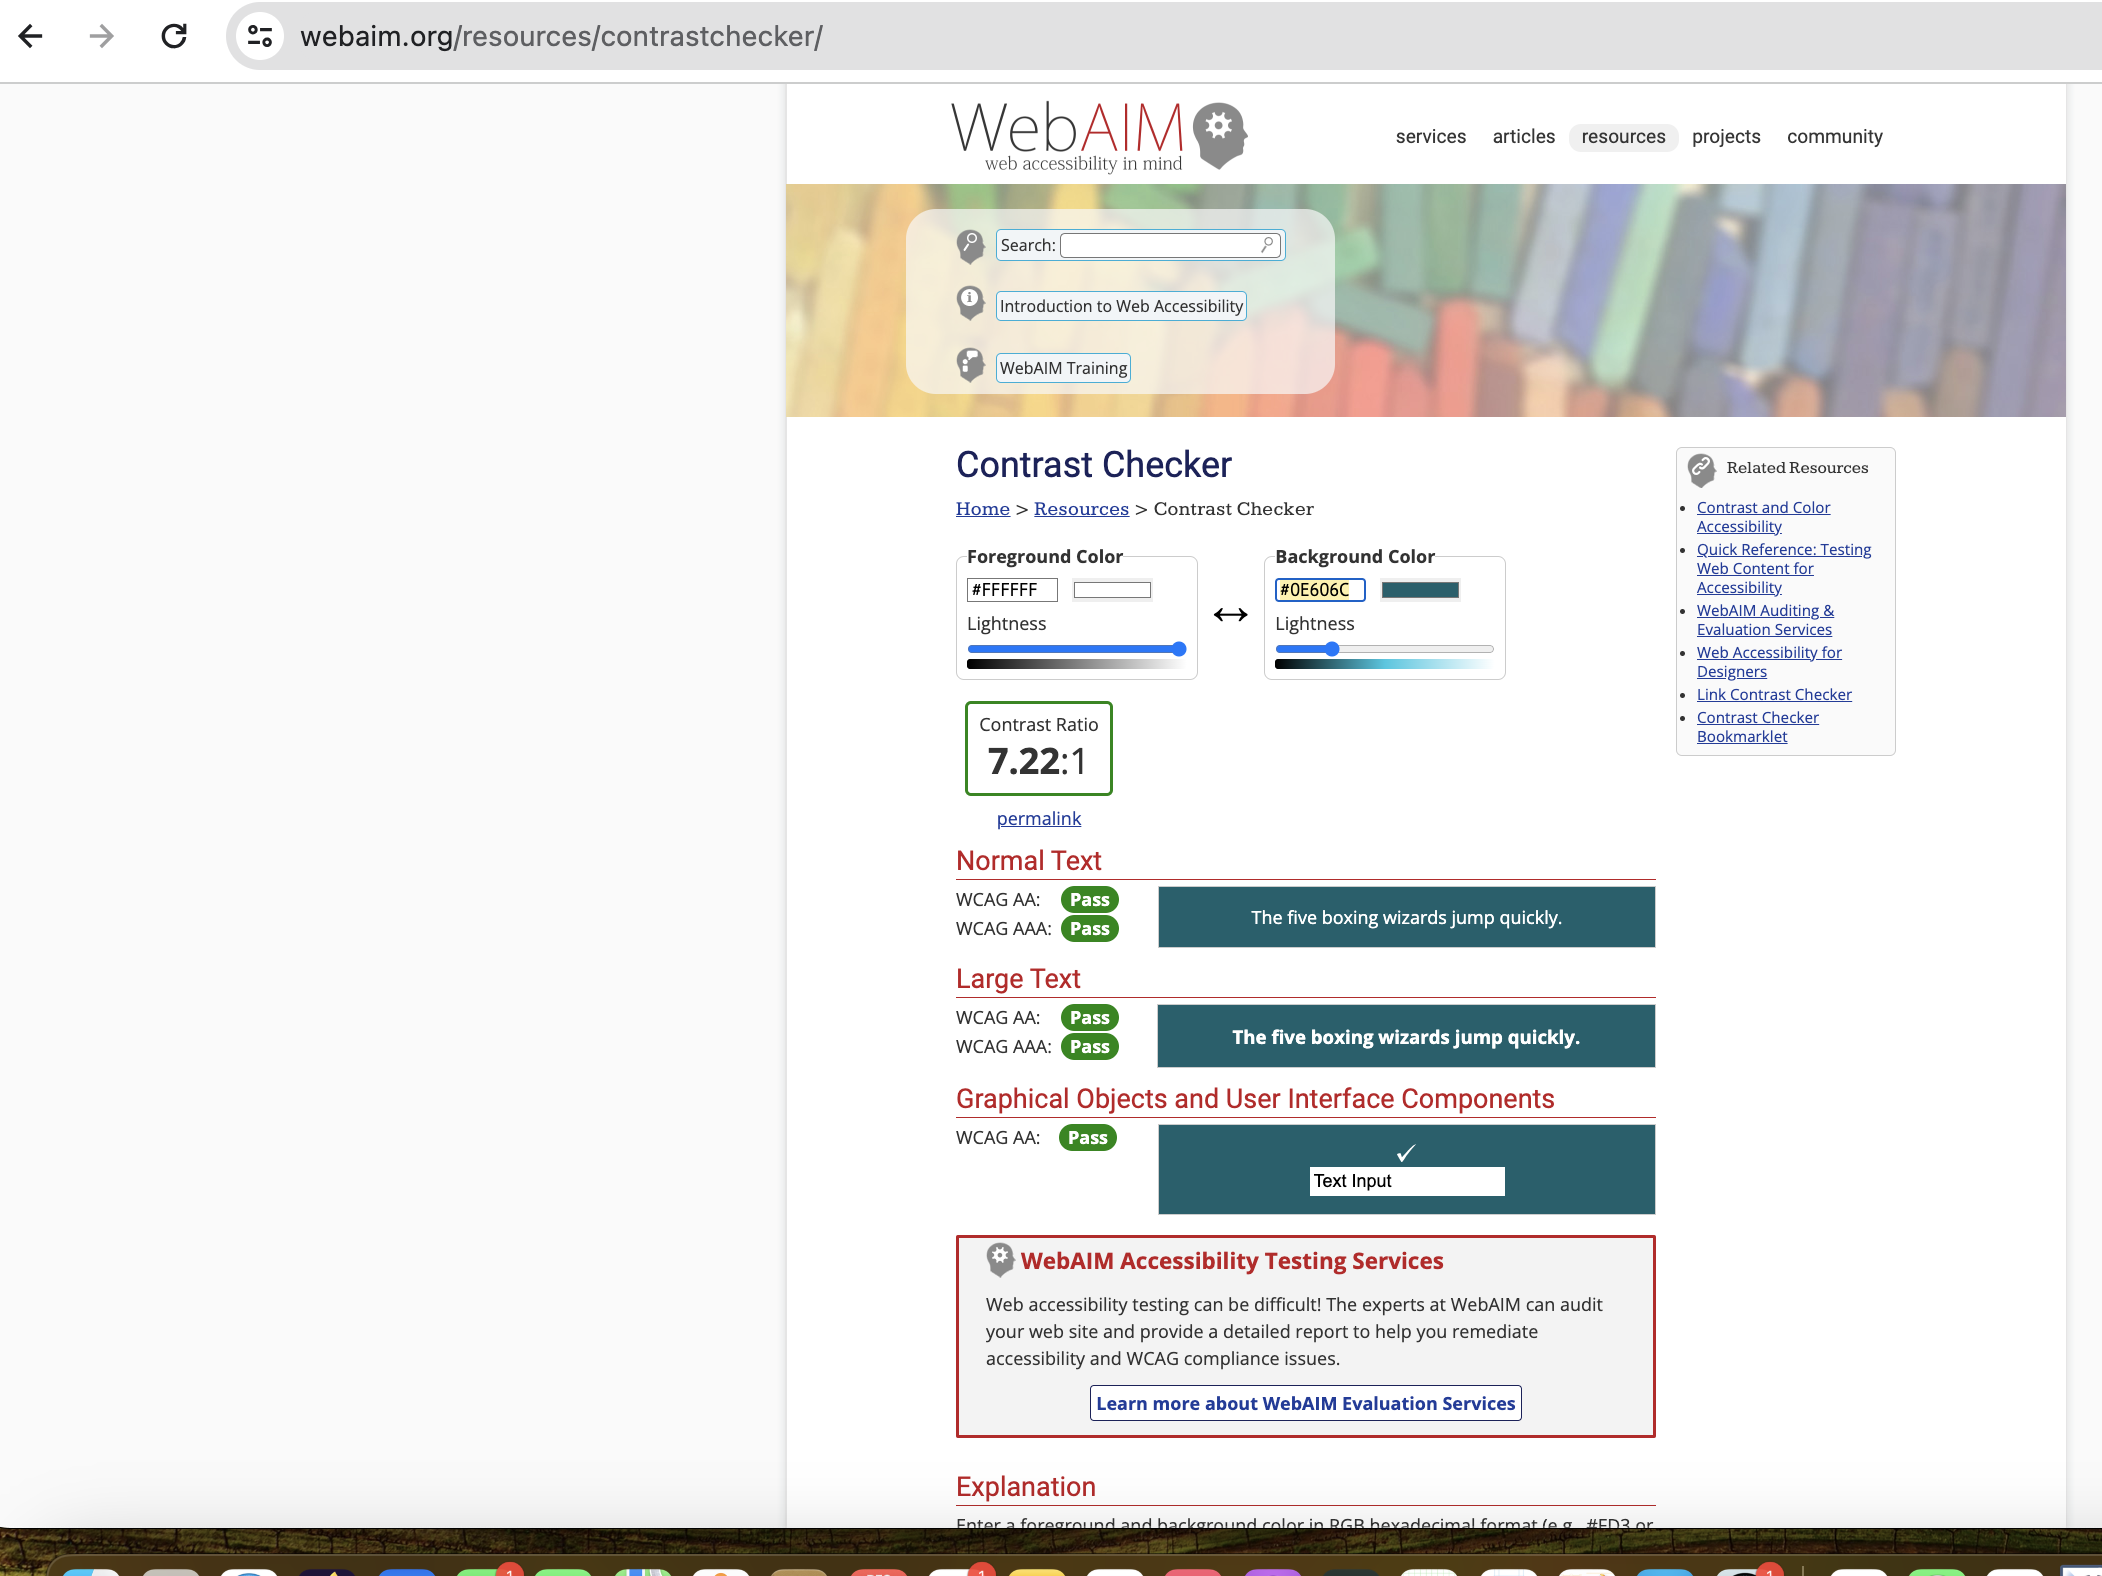 webaim.org/resources/contrastchecker/
WebAIM
web accessibility in mind
services articles resources projects community
Search:
Introduction to Web Accessibility
WebAIM Training
Contrast Checker
Home > Resources > Contrast Checker
Foreground Color
#FFFFFF
Lightness
Background Color
#0E606C
Lightness
Contrast Ratio
7.22:1
permalink
Normal Text
WCAG AA: Pass
WCAG AAA: Pass
The five boxing wizards jump quickly.
Large Text
WCAG AA: Pass
WCAG AAA: Pass
The five boxing wizards jump quickly.
Graphical Objects and User Interface Components
WCAG AA: Pass
✓
Text Input
WebAIM Accessibility Testing Services
Web accessibility testing can be difficult! The experts at WebAIM can audit
your web site and provide a detailed report to help you remediate
accessibility and WCAG compliance issues.
Learn more about WebAIM Evaluation Services
Explanation
Enter a foreground and background color in RGB hexadecimal format (e.g., #FD3 or
Related Resources
Contrast and Color
Accessibility
Quick Reference: Testing
Web Content for
Accessibility
WebAIM Auditing &
Evaluation Services
Web Accessibility for
Designers
Link Contrast Checker
Contrast Checker
Bookmarklet